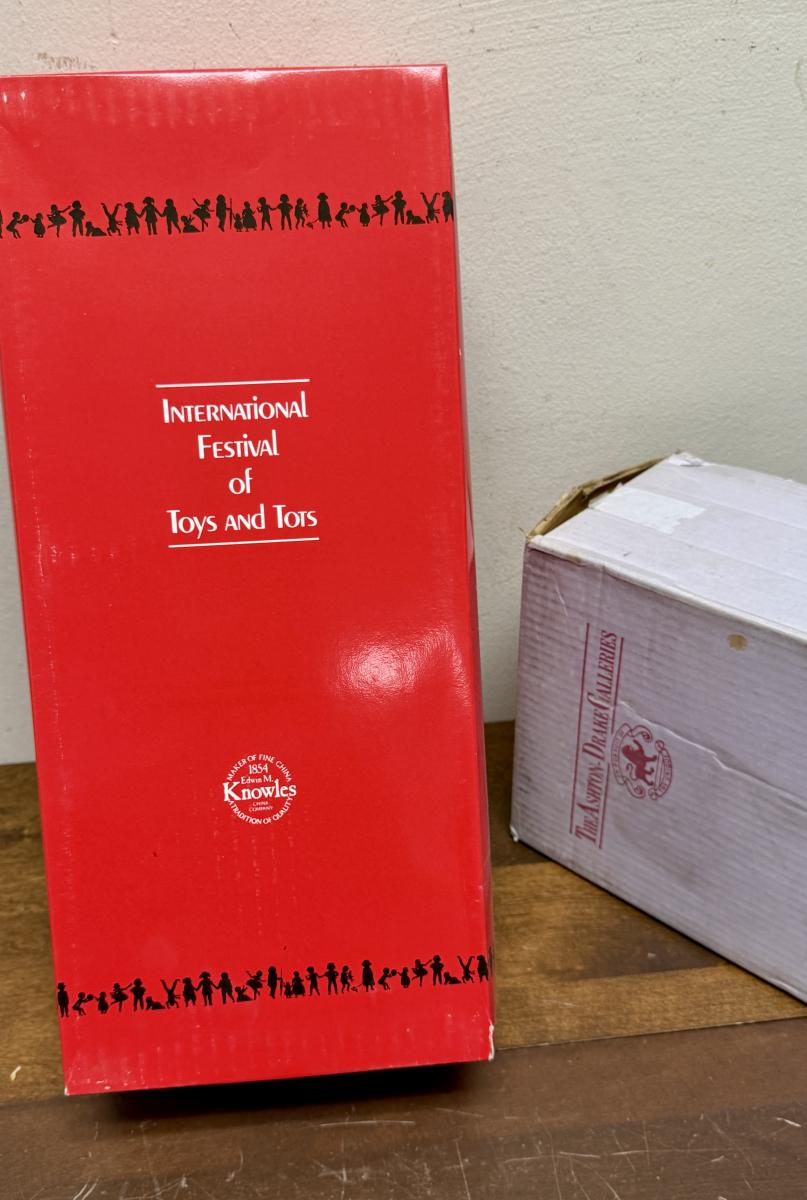 International
Festival
of
Toys and Tots
MAKER OF FINE CHINA
1854
Edwin M.
Knowles
CHINA
COMPANY
A TRADITION OF QUALITY
The Ashton-Drake Galleries